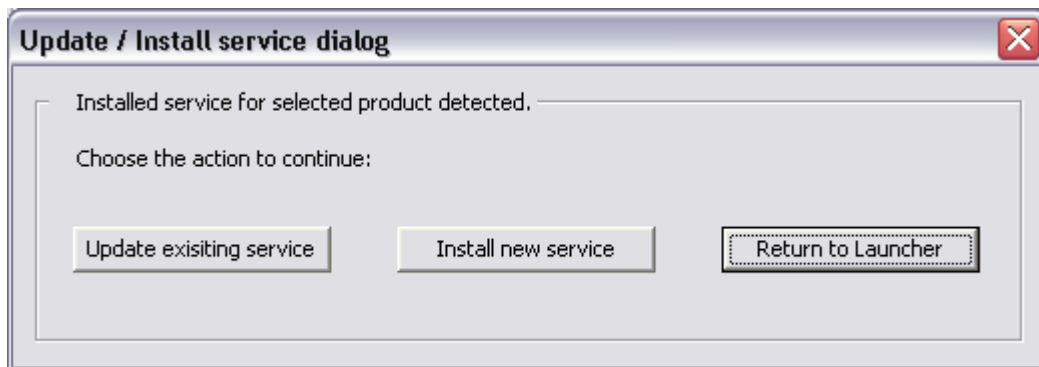 Update / Install service dialog
Installed service for selected product detected.
Choose the action to continue:
Update exisiting service
Install new service
Return to Launcher